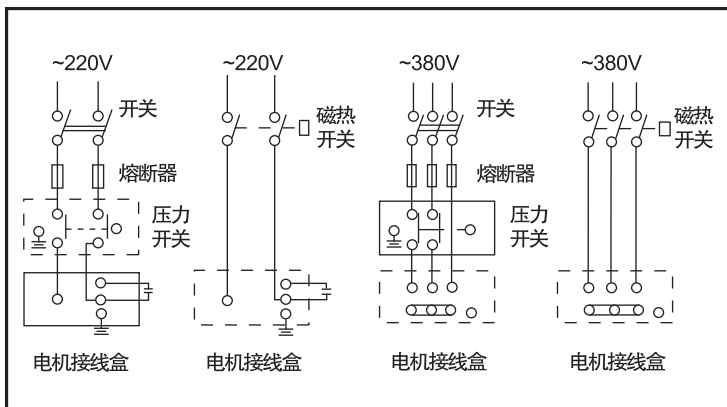 ~220V
开关
熔断器
压力
开关
电机接线盒
~220V
磁热
开关
电机接线盒
~380V
开关
熔断器
压力
开关
电机接线盒
~380V
磁热
开关
电机接线盒